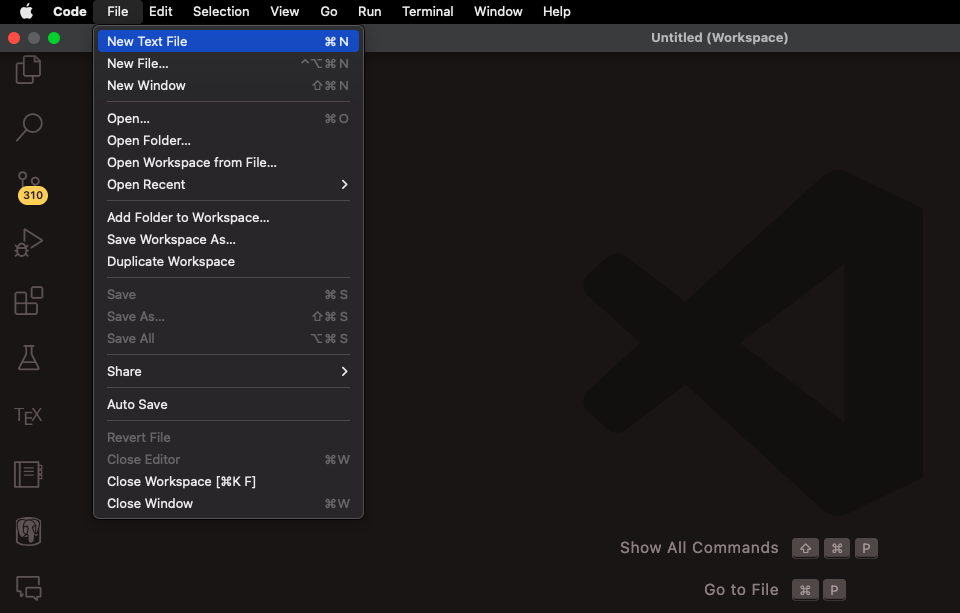 Code File Edit Selection View Go Run Terminal Window Help
Untitled (Workspace)
New Text File ⌘ N
New File... ^⌥⌘ N
New Window ⇧⌘ N
Open... ⌘ O
Open Folder...
Open Workspace from File...
Open Recent
Add Folder to Workspace...
Save Workspace As...
Duplicate Workspace
Save ⌘ S
Save As... ⇧⌘ S
Save All ⌥⌘ S
Share
Auto Save
Revert File
Close Editor ⌘W
Close Workspace [⌘K F]
Close Window ⌘W
310
TEX
Show All Commands ⇧ ⌘ P
Go to File ⌘ P